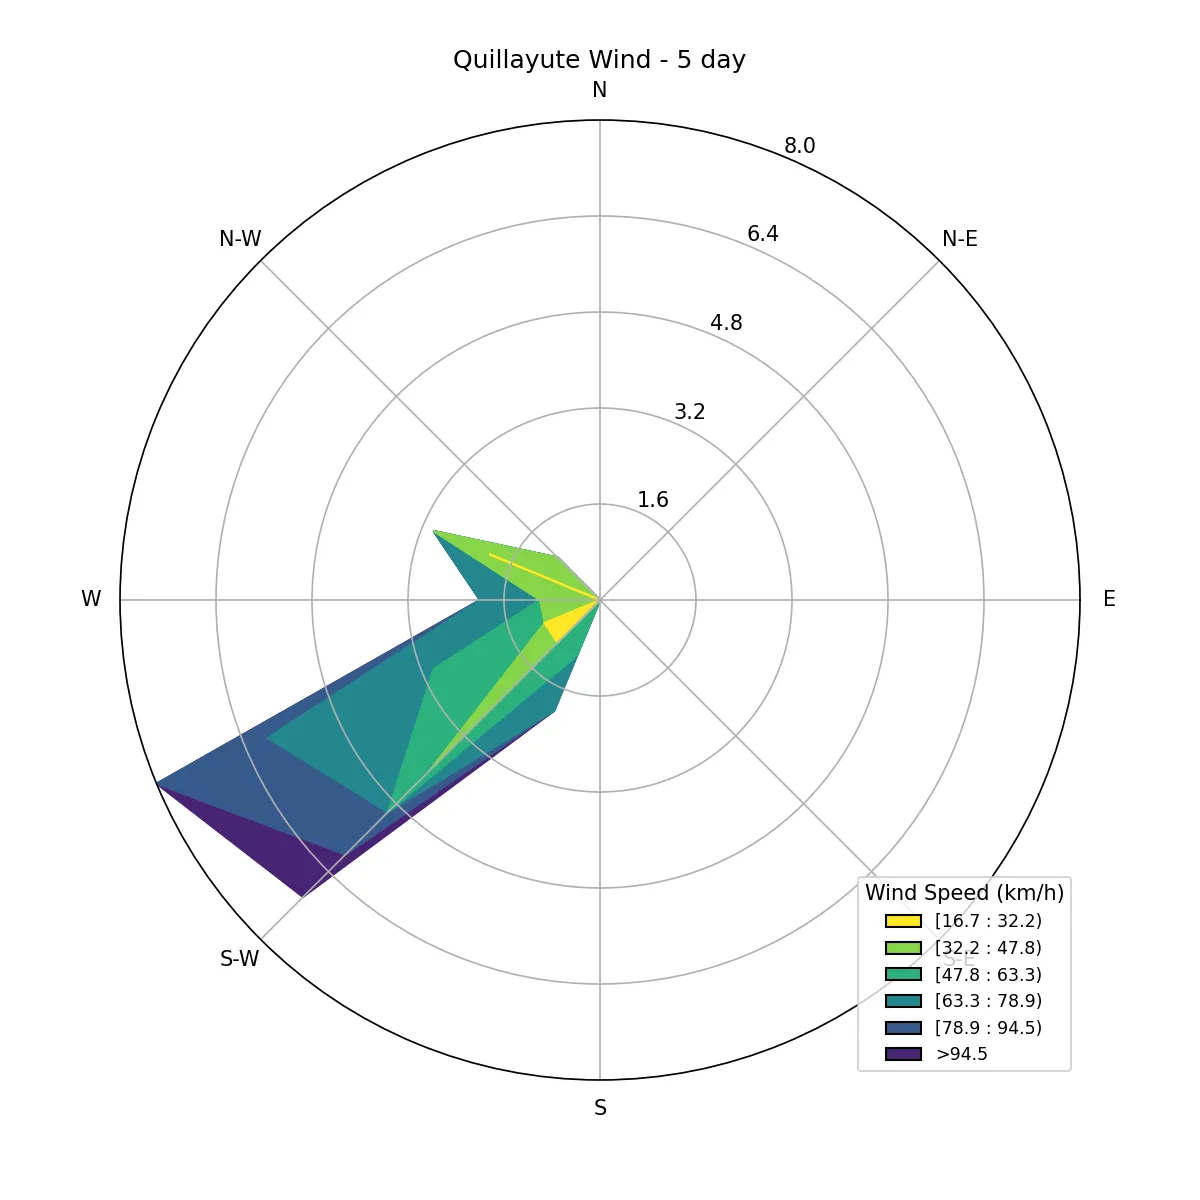 Quillayute Wind - 5 day
N
8.0
N-W
6.4
N-E
4.8
3.2
1.6
W
E
S-W
S-E
S
Wind Speed (km/h)
[16.7 : 32.2)
[32.2 : 47.8)
[47.8 : 63.3)
[63.3 : 78.9)
[78.9 : 94.5)
>94.5